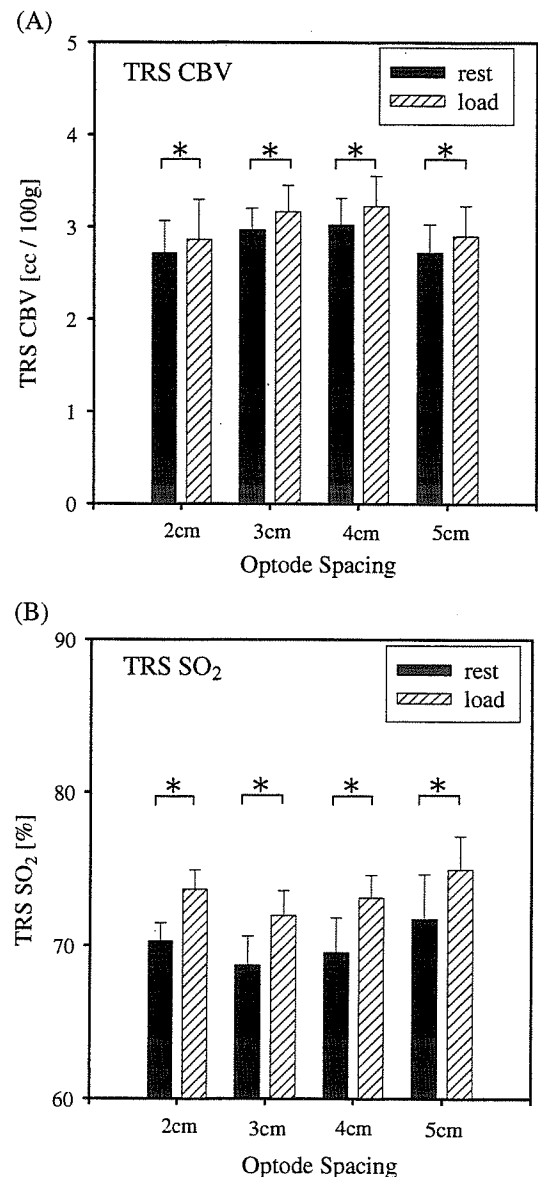 (A)
5
TRS CBV
rest
load
4
* * * *
3
2
1
0
TRS CBV [cc / 100g]
2cm 3cm 4cm 5cm
Optode Spacing
(B)
90
TRS SO₂
rest
load
80
* * * *
70
60
TRS SO₂ [%]
2cm 3cm 4cm 5cm
Optode Spacing